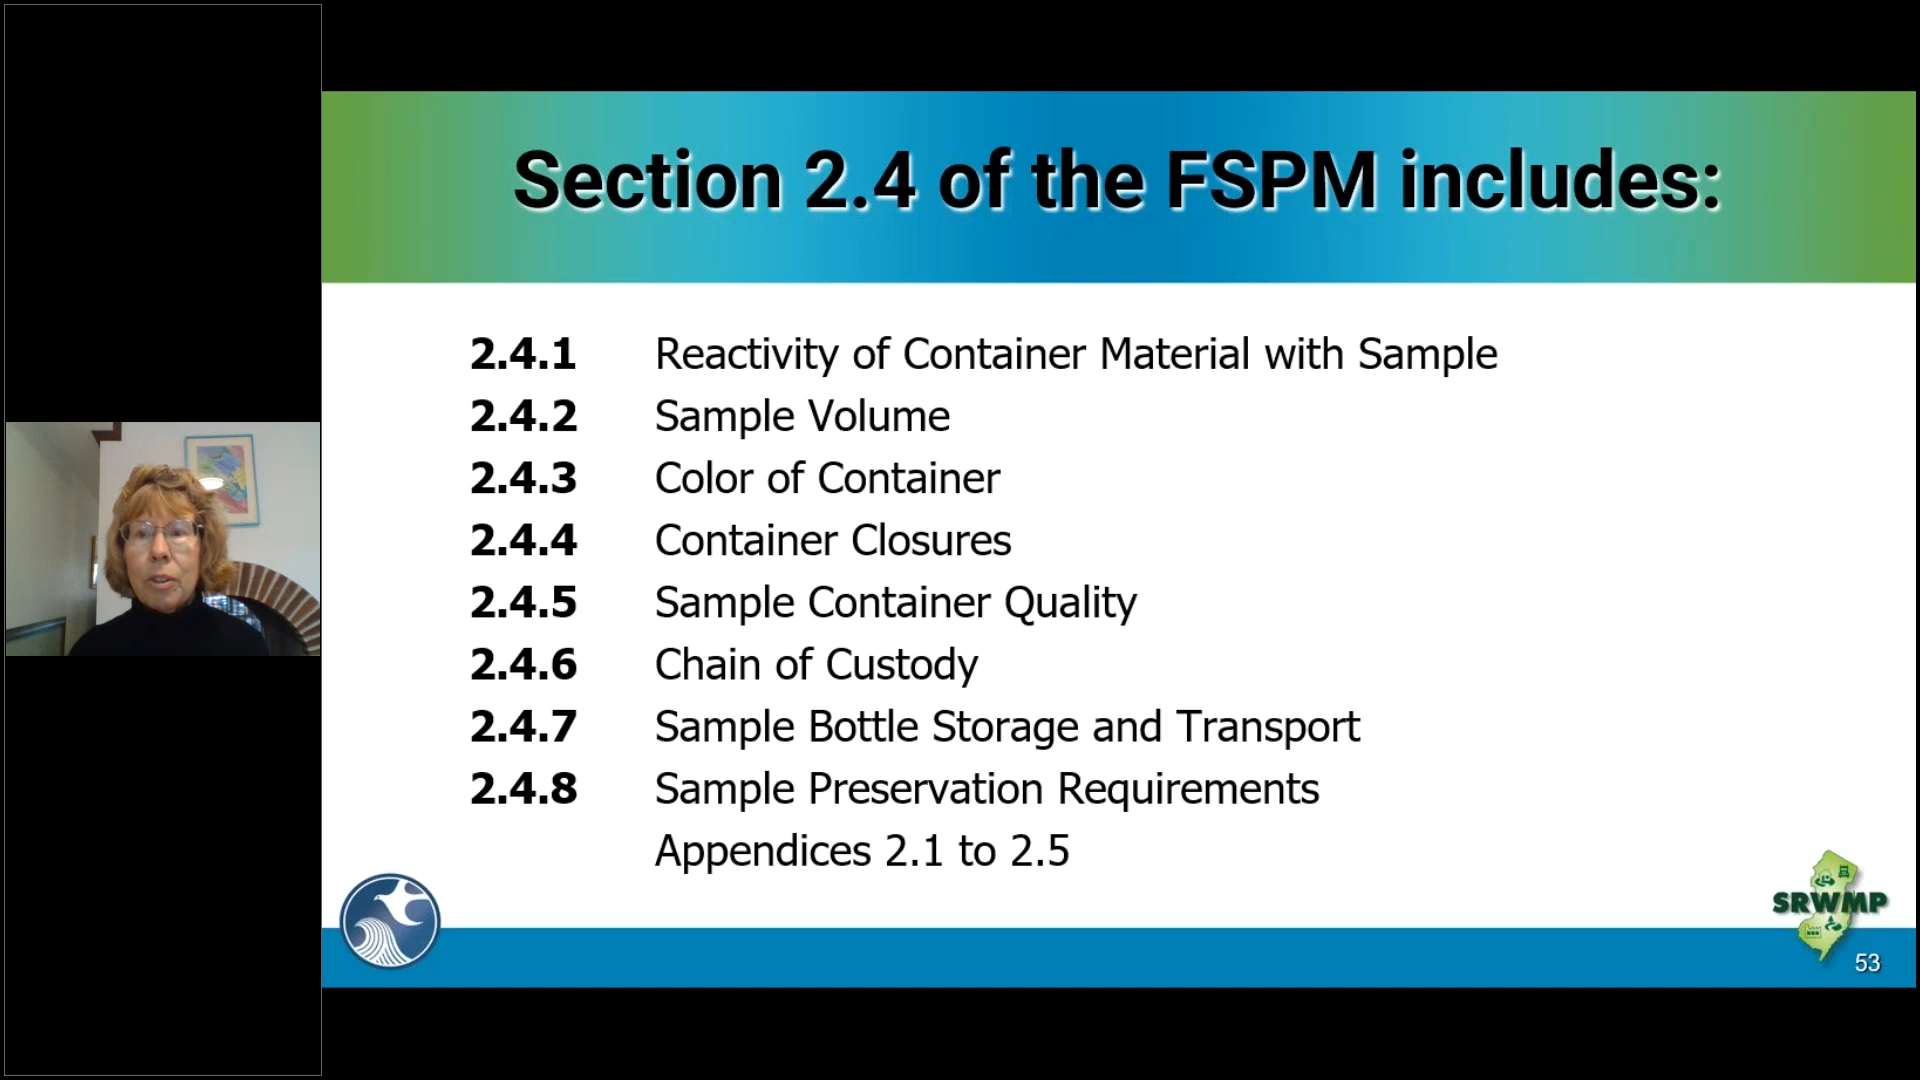 Section 2.4 of the FSPM includes:
2.4.1 Reactivity of Container Material with Sample
2.4.2 Sample Volume
2.4.3 Color of Container
2.4.4 Container Closures
2.4.5 Sample Container Quality
2.4.6 Chain of Custody
2.4.7 Sample Bottle Storage and Transport
2.4.8 Sample Preservation Requirements
Appendices 2.1 to 2.5
SRWMP
53